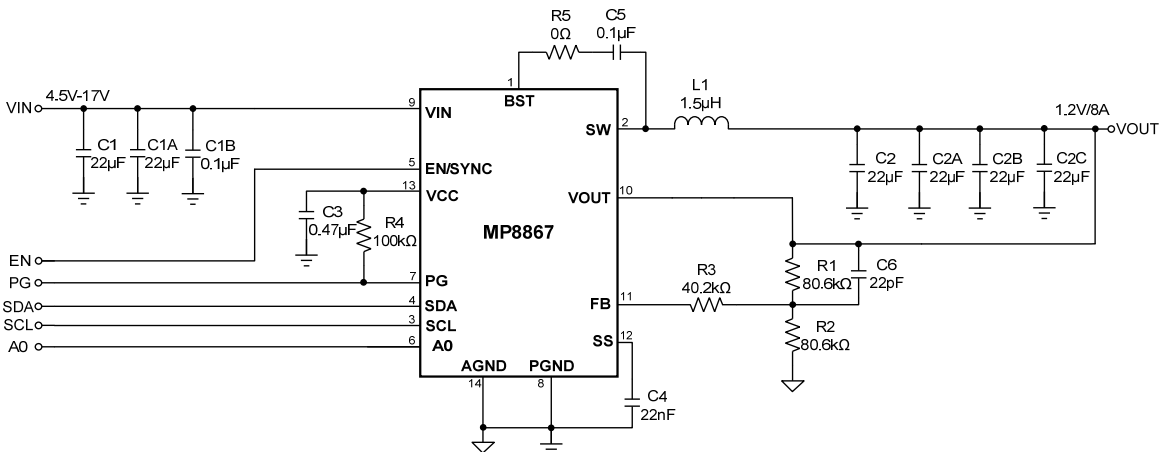 R5
0Ω
C5
0.1µF
1
BST
L1
1.5µH
4.5V-17V
VIN
9
VIN
2
SW
1.2V/8A
VOUT
C1
22µF
C1A
22µF
C1B
0.1µF
C2
22µF
C2A
22µF
C2B
22µF
C2C
22µF
5
EN/SYNC
13
VCC
10
VOUT
C3
0.47µF
R4
100kΩ
MP8867
EN
PG
7
PG
R1
80.6kΩ
C6
22pF
R3
40.2kΩ
SDA
4
SDA
FB
11
SCL
3
SCL
R2
80.6kΩ
A0
6
A0
SS
12
AGND
PGND
14
8
C4
22nF